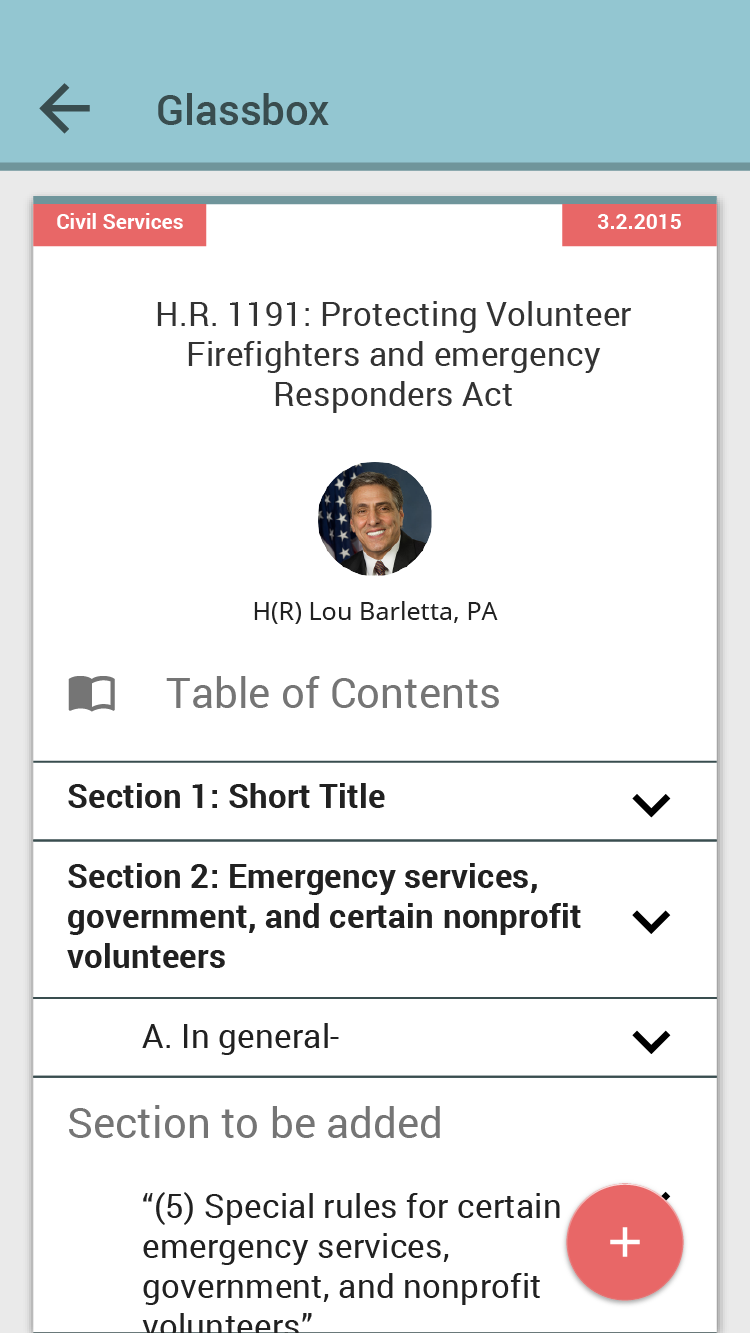 Glassbox
Civil Services
3.2.2015
H.R. 1191: Protecting Volunteer
Firefighters and emergency
Responders Act
H(R) Lou Barletta, PA
Table of Contents
Section 1: Short Title
Section 2: Emergency services,
government, and certain nonprofit
volunteers
A. In general-
Section to be added
“(5) Special rules for certain
emergency services,
government, and nonprofit
volunteers”